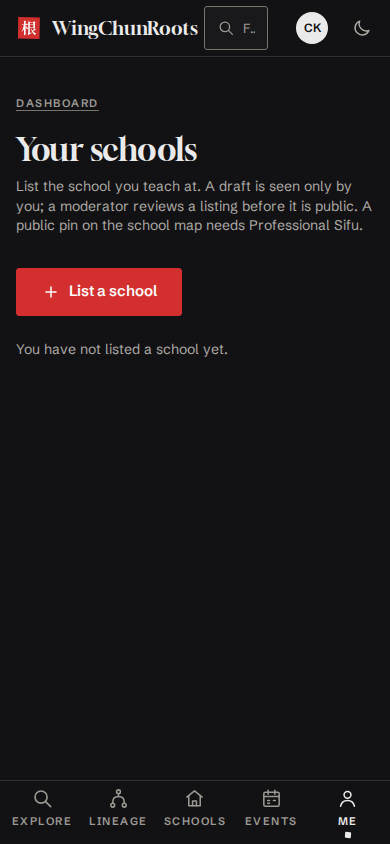 根 WingChunRoots F.. CK
DASHBOARD
Your schools
List the school you teach at. A draft is seen only by
you; a moderator reviews a listing before it is public. A
public pin on the school map needs Professional Sifu.
+ List a school
You have not listed a school yet.
EXPLORE LINEAGE SCHOOLS EVENTS ME